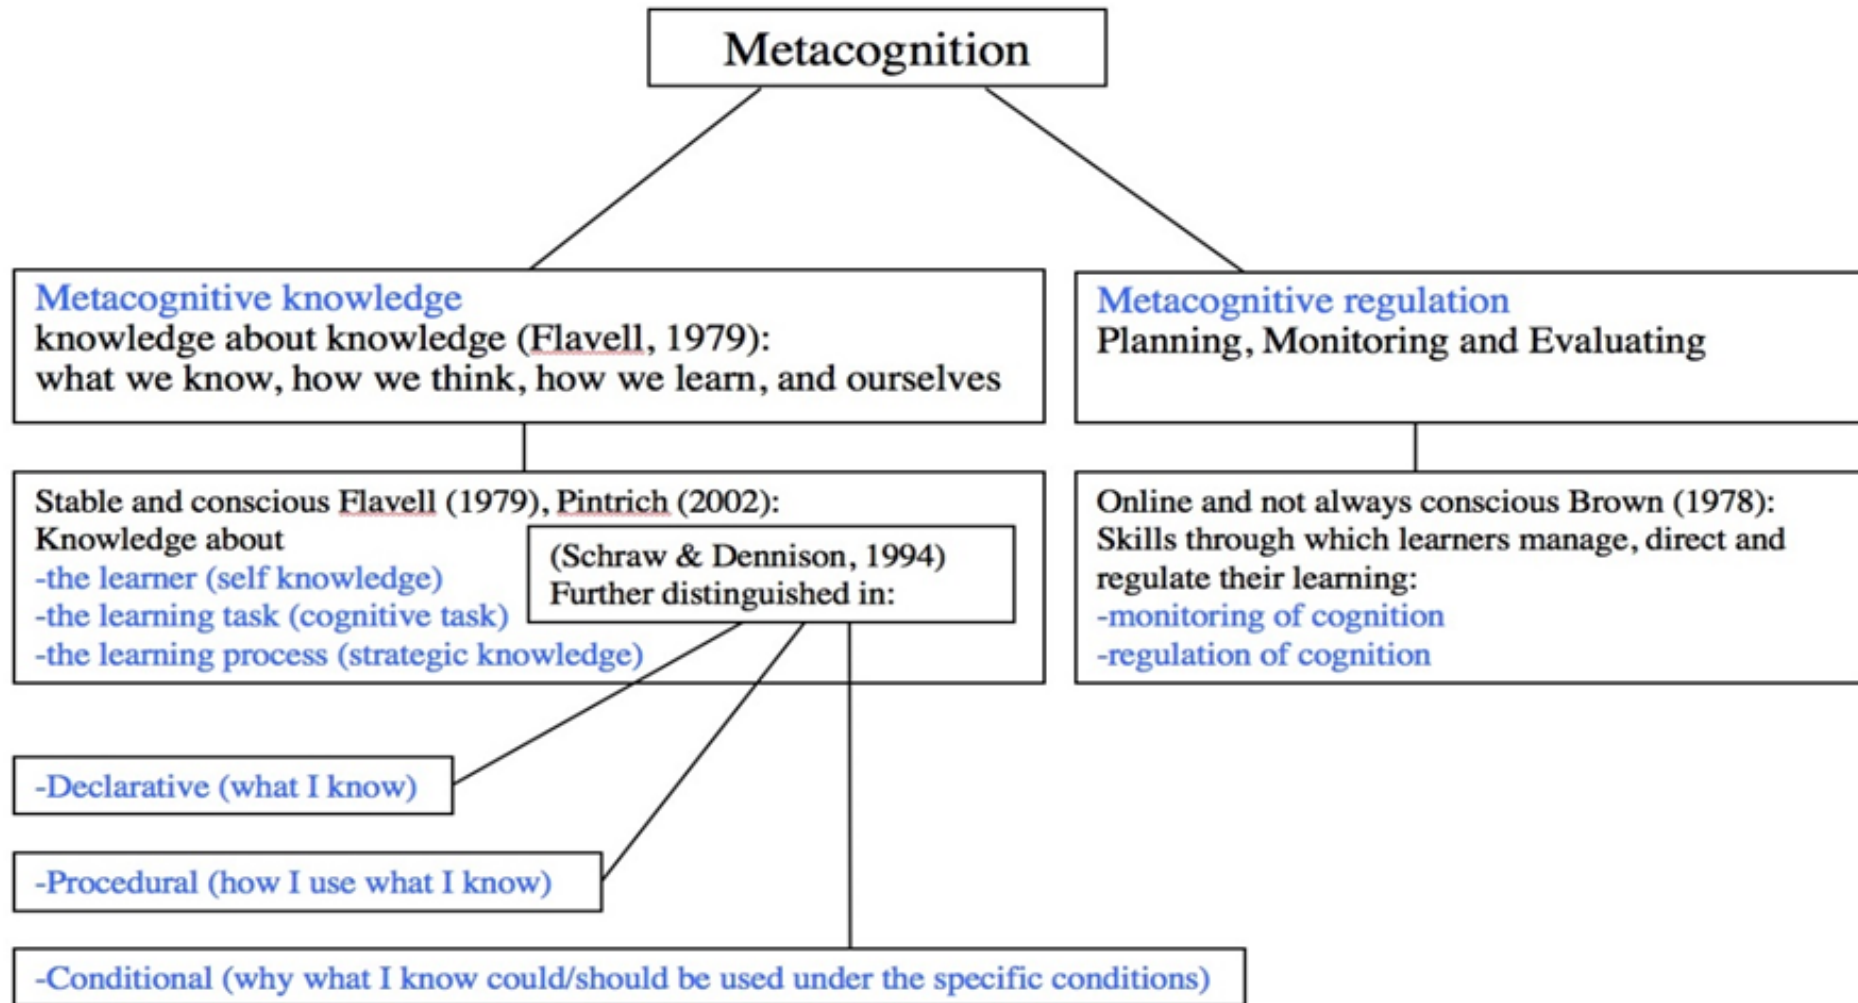 Metacognition
Metacognitive knowledge
knowledge about knowledge (Flavell, 1979):
what we know, how we think, how we learn, and ourselves
Metacognitive regulation
Planning, Monitoring and Evaluating
Stable and conscious Flavell (1979), Pintrich (2002):
Knowledge about
-the learner (self knowledge)
-the learning task (cognitive task)
-the learning process (strategic knowledge)
(Schraw & Dennison, 1994)
Further distinguished in:
Online and not always conscious Brown (1978):
Skills through which learners manage, direct and
regulate their learning:
-monitoring of cognition
-regulation of cognition
-Declarative (what I know)
-Procedural (how I use what I know)
-Conditional (why what I know could/should be used under the specific conditions)